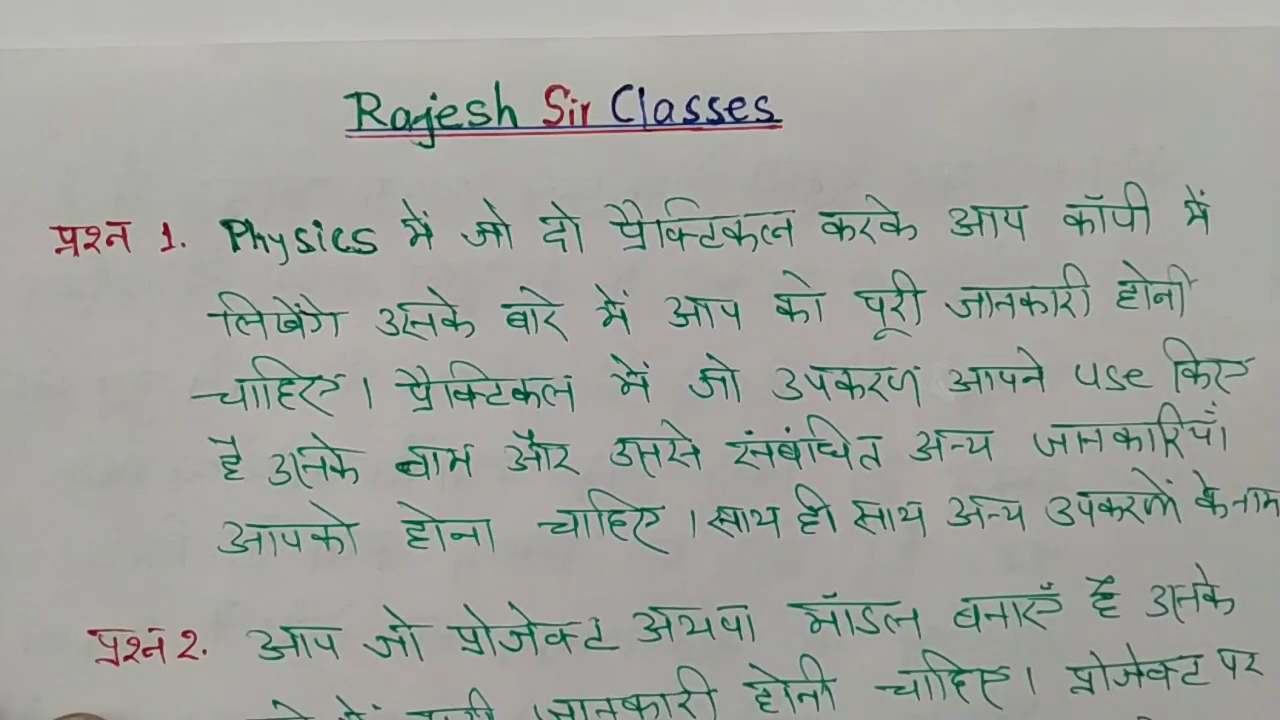 Rajesh Sir Classes
प्रश्न 1. Physics में जो दो प्रैक्टिकल करके आप कॉपी में
लिखेंगे उसके बारे में आप को पूरी जानकारी होनी
चाहिए। प्रैक्टिकल में जो उपकरण आपने use किए
है उनके नाम और उससे संबंधित अन्य जानकारियाँ
आपको होना चाहिए। साथ ही साथ अन्य उपकरणों के नाम
प्रश्न 2. आप जो प्रोजेक्ट अथवा मॉडल बनाएँ है उनके
जानकारी होनी चाहिए। प्रोजेक्ट पर